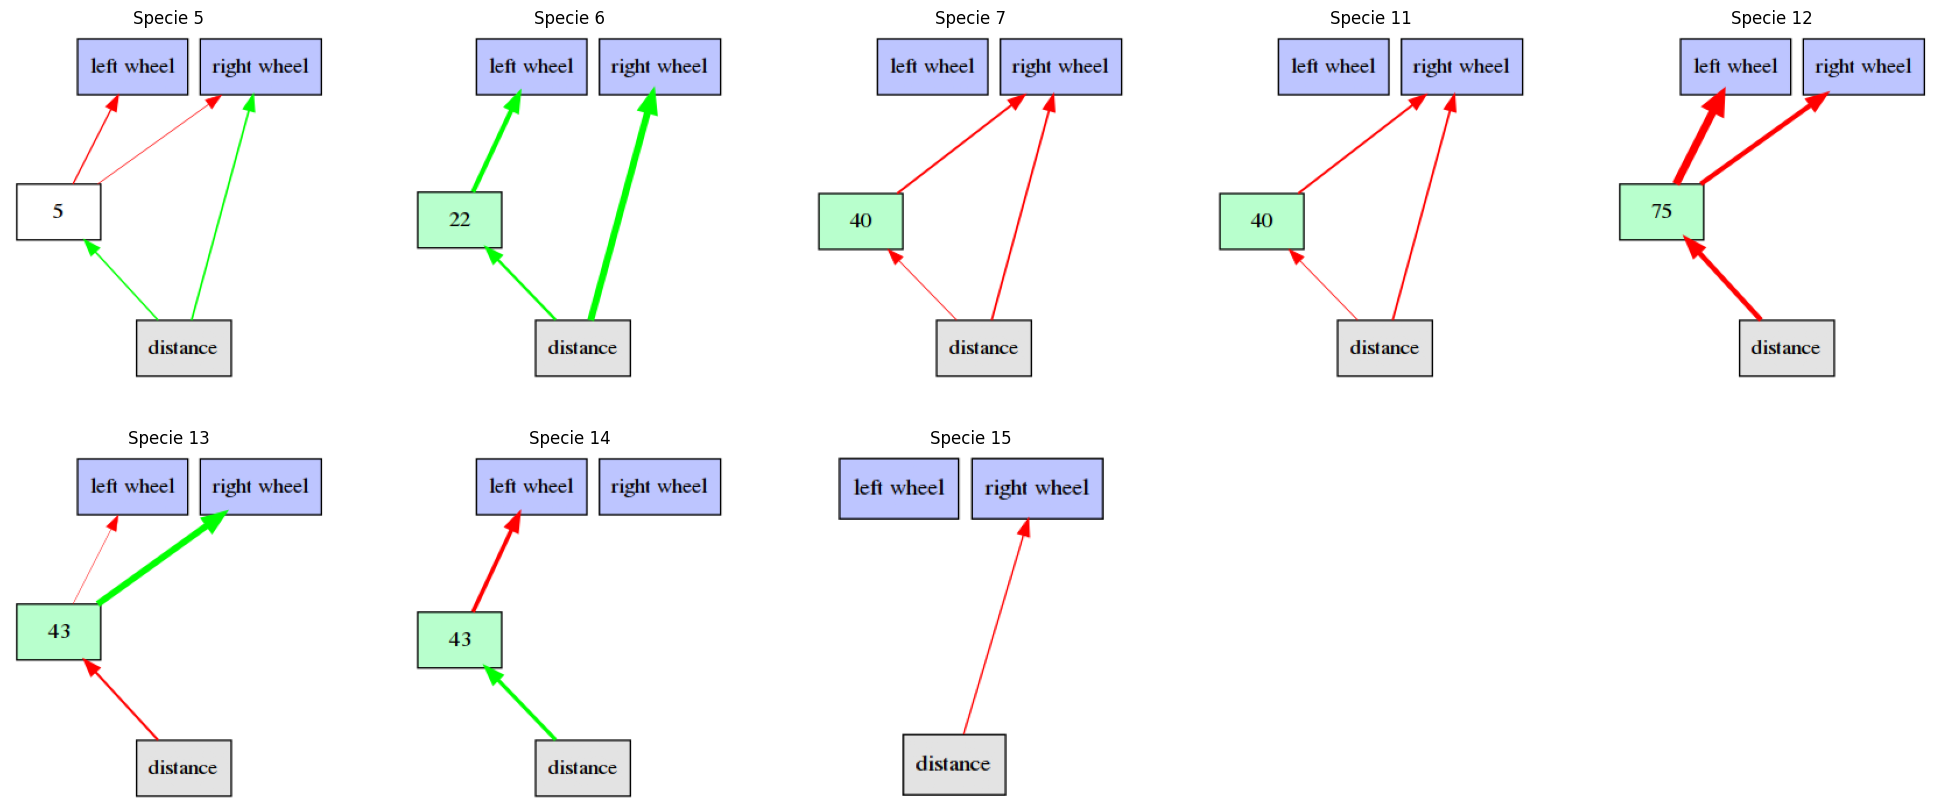 Specie 5
left wheel
right wheel
5
distance
Specie 6
left wheel
right wheel
22
distance
Specie 7
left wheel
right wheel
40
distance
Specie 11
left wheel
right wheel
40
distance
Specie 12
left wheel
right wheel
75
distance
Specie 13
left wheel
right wheel
43
distance
Specie 14
left wheel
right wheel
43
distance
Specie 15
left wheel
right wheel
distance